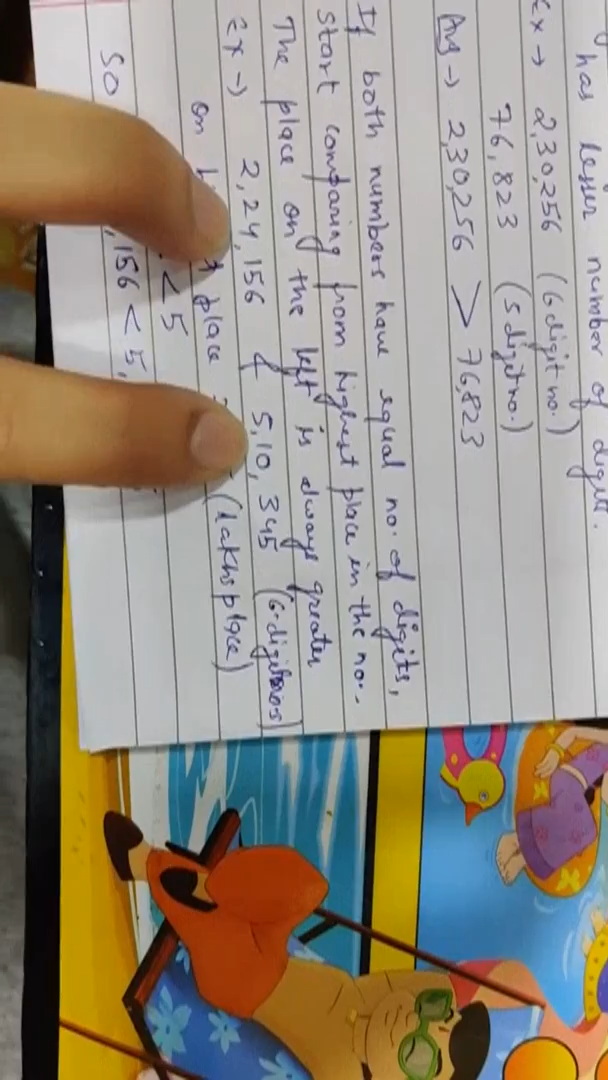 has lesser number of digits.
Ex → 2,30,256 (6 digit no.)
76,823 (5 digit no.)
Ans → 2,30,256 > 76,823
If both numbers have equal no. of digits,
start comparing from highest place in the no..
The place on the left is always greater
Ex → 2,24,156 & 5,10,345 (6-digit nos)
on place (lakhs place)
< 5
So ,156 < 5,